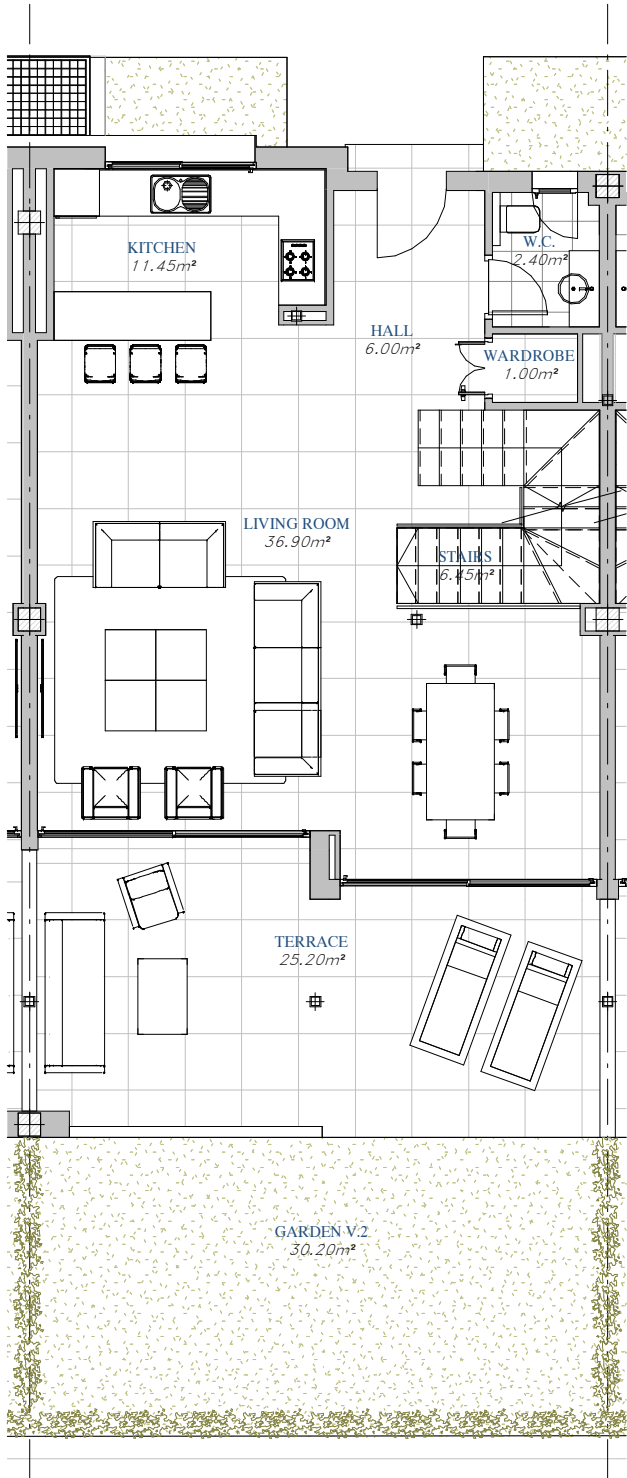 KITCHEN
11.45m²
W.C.
2.40m²
HALL
6.00m²
WARDROBE
1.00m²
LIVING ROOM
36.90m²
STAIRS
6.45m²
TERRACE
25.20m²
GARDEN V.2
30.20m²